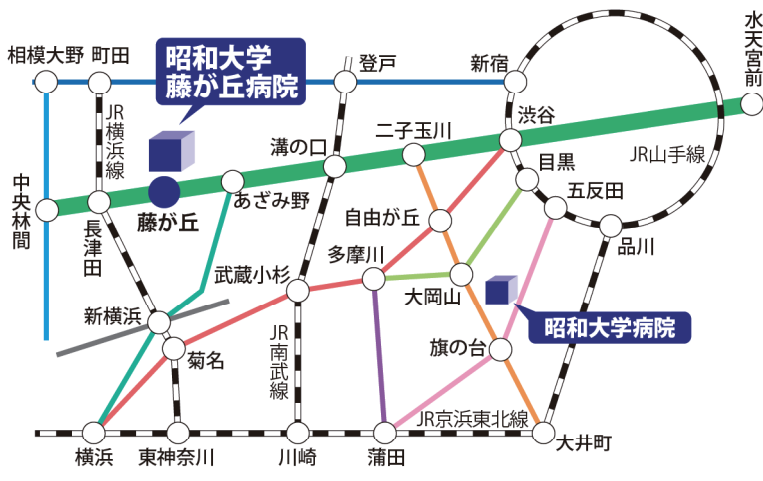 水天宮前
相模大野
町田
昭和大学
藤が丘病院
登戸
新宿
JR横浜線
渋谷
二子玉川
JR山手線
溝の口
目黒
中央林間
あざみ野
五反田
藤が丘
長津田
自由が丘
品川
多摩川
武蔵小杉
大岡山
新横浜
昭和大学病院
JR南武線
旗の台
菊名
JR京浜東北線
横浜
東神奈川
川崎
蒲田
大井町